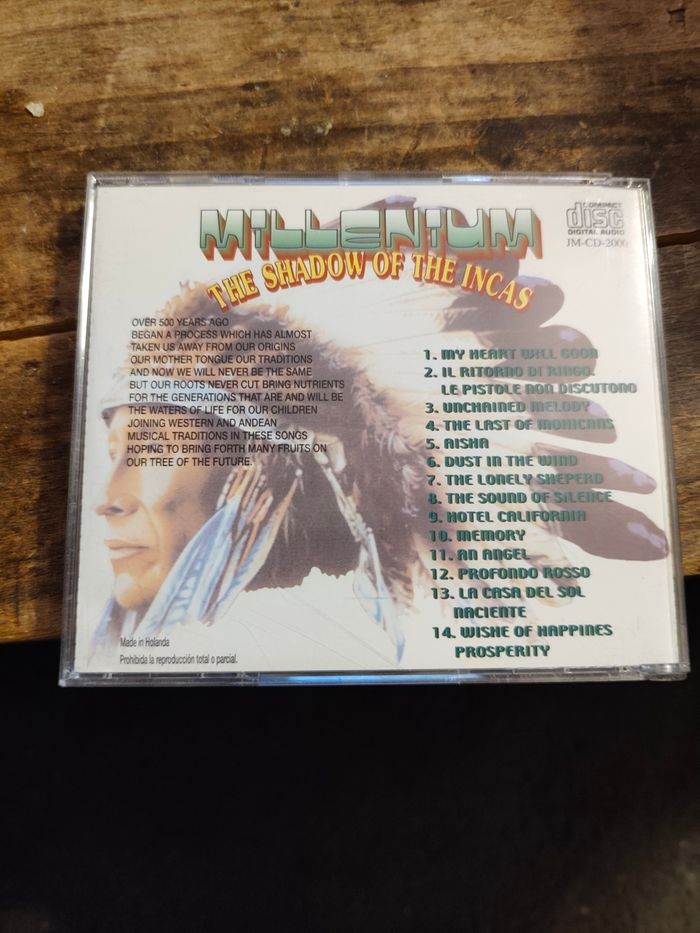 MILLENIUM
THE SHADOW OF THE INCAS
COMPACT
disc
DIGITAL AUDIO
JM-CD-2000
OVER 500 YEARS AGO
BEGAN A PROCESS WHICH HAS ALMOST
TAKEN US AWAY FROM OUR ORIGINS
OUR MOTHER TONGUE OUR TRADITIONS
AND NOW WE WILL NEVER BE THE SAME
BUT OUR ROOTS NEVER CUT BRING NUTRIENTS
FOR THE GENERATIONS THAT ARE AND WILL BE
THE WATERS OF LIFE FOR OUR CHILDREN
JOINING WESTERN AND ANDEAN
MUSICAL TRADITIONS IN THESE SONGS
HOPING TO BRING FORTH MANY FRUITS ON
OUR TREE OF THE FUTURE.
1. MY HEART WILL GOON
2. IL RITORNO DI RINGO.
LE PISTOLE NON DISCUTONO
3. UNCHAINED MELODY
4. THE LAST OF MOHICANS
5. AISHA
6. DUST IN THE WIND
7. THE LONELY SHEPERD
8. THE SOUND OF SILENCE
9. HOTEL CALIFORNIA
10. MEMORY
11. AN ANGEL
12. PROFONDO ROSSO
13. LA CASA DEL SOL
NACIENTE
14. WISHE OF HAPPINES
PROSPERITY
Made in Holanda
Prohibida la reproducción total o parcial.